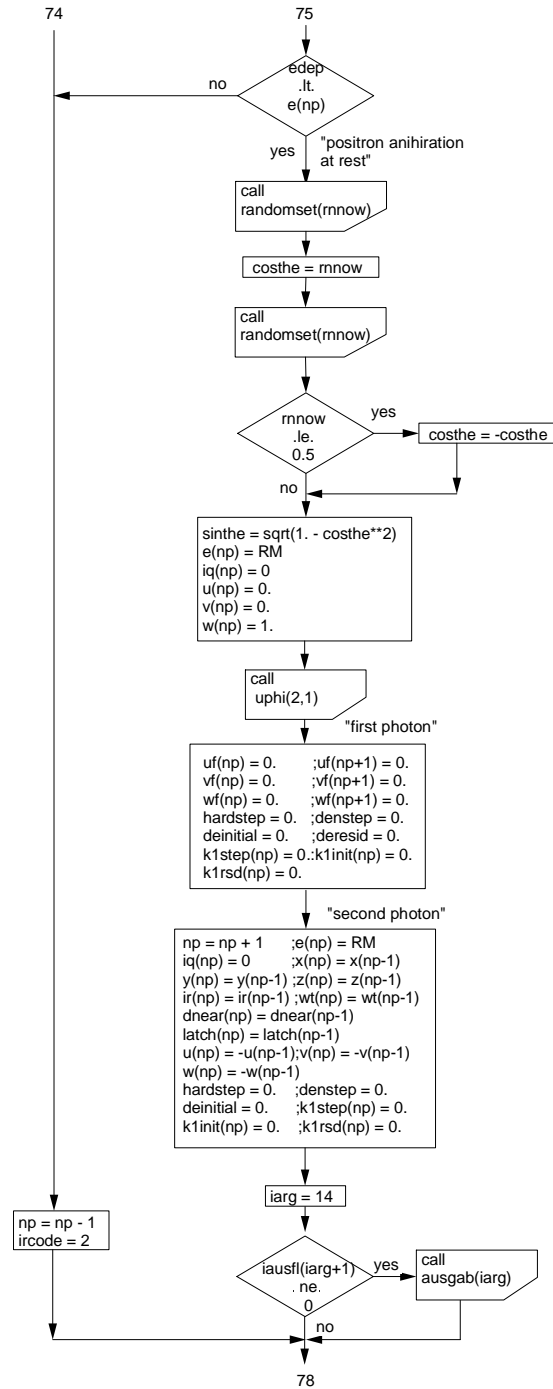 74
75
edep
.lt.
e(np)
no
yes
"positron anihiration
at rest"
call
randomset(rnnow)
costhe = rnnow
call
randomset(rnnow)
rnnow
.le.
0.5
yes
costhe = -costhe
no
sinthe = sqrt(1. - costhe**2)
e(np) = RM
iq(np) = 0
u(np) = 0.
v(np) = 0.
w(np) = 1.
call
uphi(2,1)
"first photon"
uf(np) = 0. ;uf(np+1) = 0.
vf(np) = 0. ;vf(np+1) = 0.
wf(np) = 0. ;wf(np+1) = 0.
hardstep = 0. ;denstep = 0.
deinitial = 0. ;deresid = 0.
k1step(np) = 0.:k1init(np) = 0.
k1rsd(np) = 0.
"second photon"
np = np + 1 ;e(np) = RM
iq(np) = 0 ;x(np) = x(np-1)
y(np) = y(np-1) ;z(np) = z(np-1)
ir(np) = ir(np-1) ;wt(np) = wt(np-1)
dnear(np) = dnear(np-1)
latch(np) = latch(np-1)
u(np) = -u(np-1);v(np) = -v(np-1)
w(np) = -w(np-1)
hardstep = 0. ;denstep = 0.
deinitial = 0. ;k1step(np) = 0.
k1init(np) = 0. ;k1rsd(np) = 0.
iarg = 14
np = np - 1
ircode = 2
iausfl(iarg+1)
. ne.
0
yes
call
ausgab(iarg)
no
78